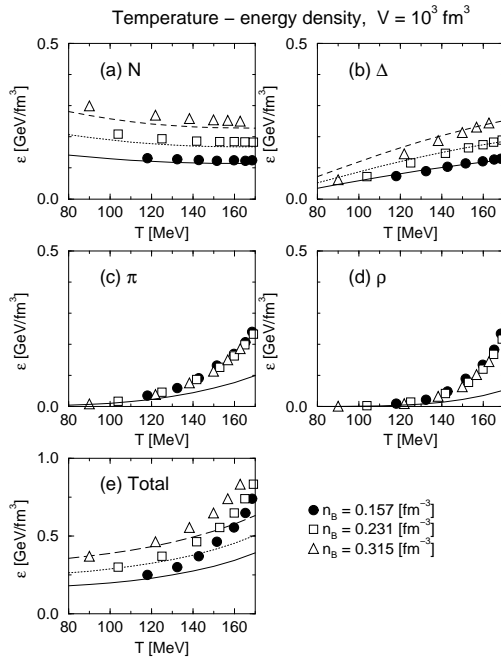 Temperature − energy density, V = 10³ fm³
(a) N
(b) Δ
ε [GeV/fm³]
0.5
0.0
80 100 120 140 160
T [MeV]
ε [GeV/fm³]
0.5
0.0
80 100 120 140 160
T [MeV]
(c) π
(d) ρ
ε [GeV/fm³]
0.5
0.0
80 100 120 140 160
T [MeV]
ε [GeV/fm³]
0.5
0.0
80 100 120 140 160
T [MeV]
(e) Total
ε [GeV/fm³]
1.0
0.5
0.0
80 100 120 140 160
T [MeV]
n_B = 0.157 [fm⁻³]
n_B = 0.231 [fm⁻³]
n_B = 0.315 [fm⁻³]